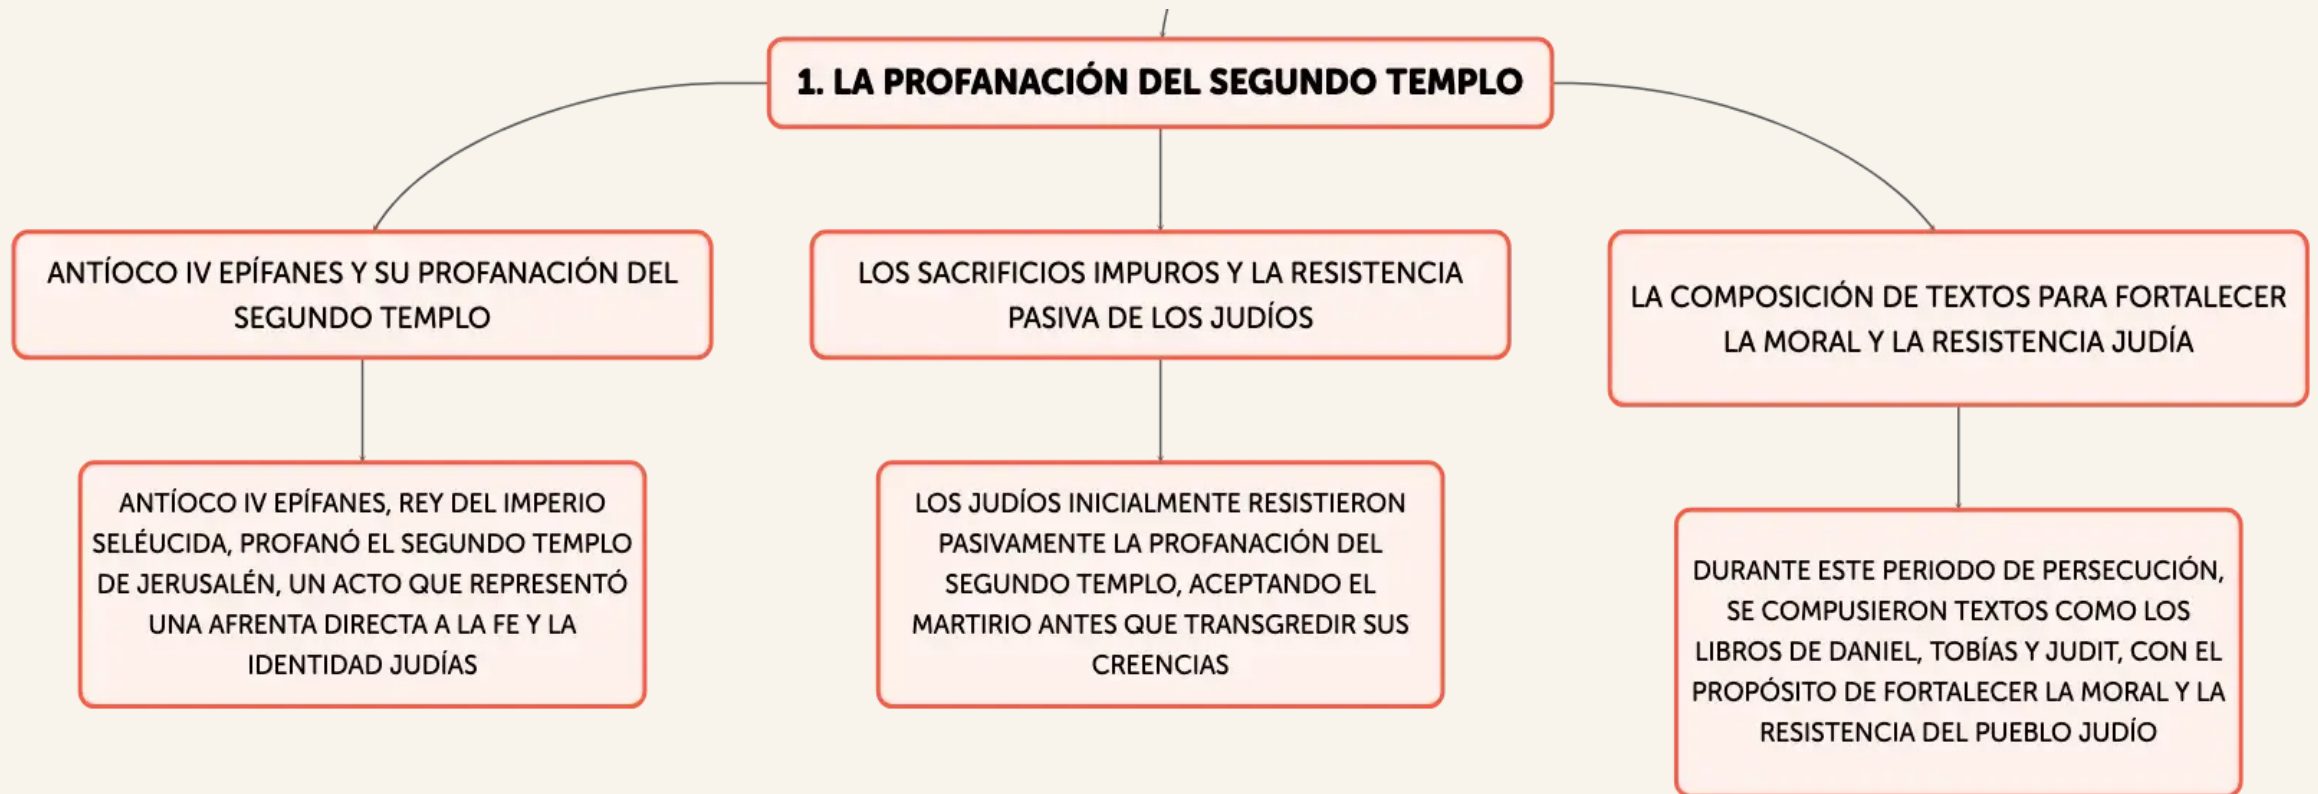 1. LA PROFANACIÓN DEL SEGUNDO TEMPLO
ANTÍOCO IV EPÍFANES Y SU PROFANACIÓN DEL
SEGUNDO TEMPLO
LOS SACRIFICIOS IMPUROS Y LA RESISTENCIA
PASIVA DE LOS JUDÍOS
LA COMPOSICIÓN DE TEXTOS PARA FORTALECER
LA MORAL Y LA RESISTENCIA JUDÍA
ANTÍOCO IV EPÍFANES, REY DEL IMPERIO
SELÉUCIDA, PROFANÓ EL SEGUNDO TEMPLO
DE JERUSALÉN, UN ACTO QUE REPRESENTÓ
UNA AFRENTA DIRECTA A LA FE Y LA
IDENTIDAD JUDÍAS
LOS JUDÍOS INICIALMENTE RESISTIERON
PASIVAMENTE LA PROFANACIÓN DEL
SEGUNDO TEMPLO, ACEPTANDO EL
MARTIRIO ANTES QUE TRANSGREDIR SUS
CREENCIAS
DURANTE ESTE PERIODO DE PERSECUCIÓN,
SE COMPUSIERON TEXTOS COMO LOS
LIBROS DE DANIEL, TOBÍAS Y JUDIT, CON EL
PROPÓSITO DE FORTALECER LA MORAL Y LA
RESISTENCIA DEL PUEBLO JUDÍO